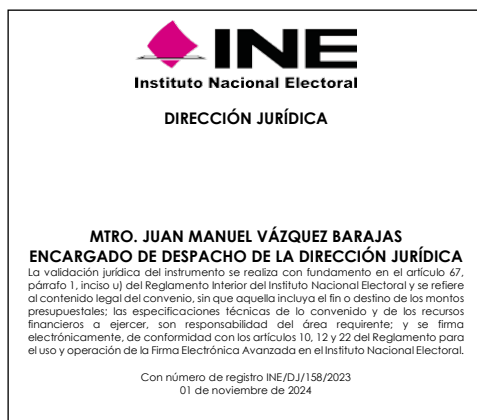 INE
Instituto Nacional Electoral
DIRECCIÓN JURÍDICA
MTRO. JUAN MANUEL VÁZQUEZ BARAJAS
ENCARGADO DE DESPACHO DE LA DIRECCIÓN JURÍDICA
La validación jurídica del instrumento se realiza con fundamento en el artículo 67,
párrafo 1, inciso u) del Reglamento Interior del Instituto Nacional Electoral y se refiere
al contenido legal del convenio, sin que aquella incluya el fin o destino de los montos
presupuestales; las especificaciones técnicas de lo convenido y de los recursos
financieros a ejercer, son responsabilidad del área requirente; y se firma
electrónicamente, de conformidad con los artículos 10, 12 y 22 del Reglamento para
el uso y operación de la Firma Electrónica Avanzada en el Instituto Nacional Electoral.
Con número de registro INE/DJ/158/2023
01 de noviembre de 2024